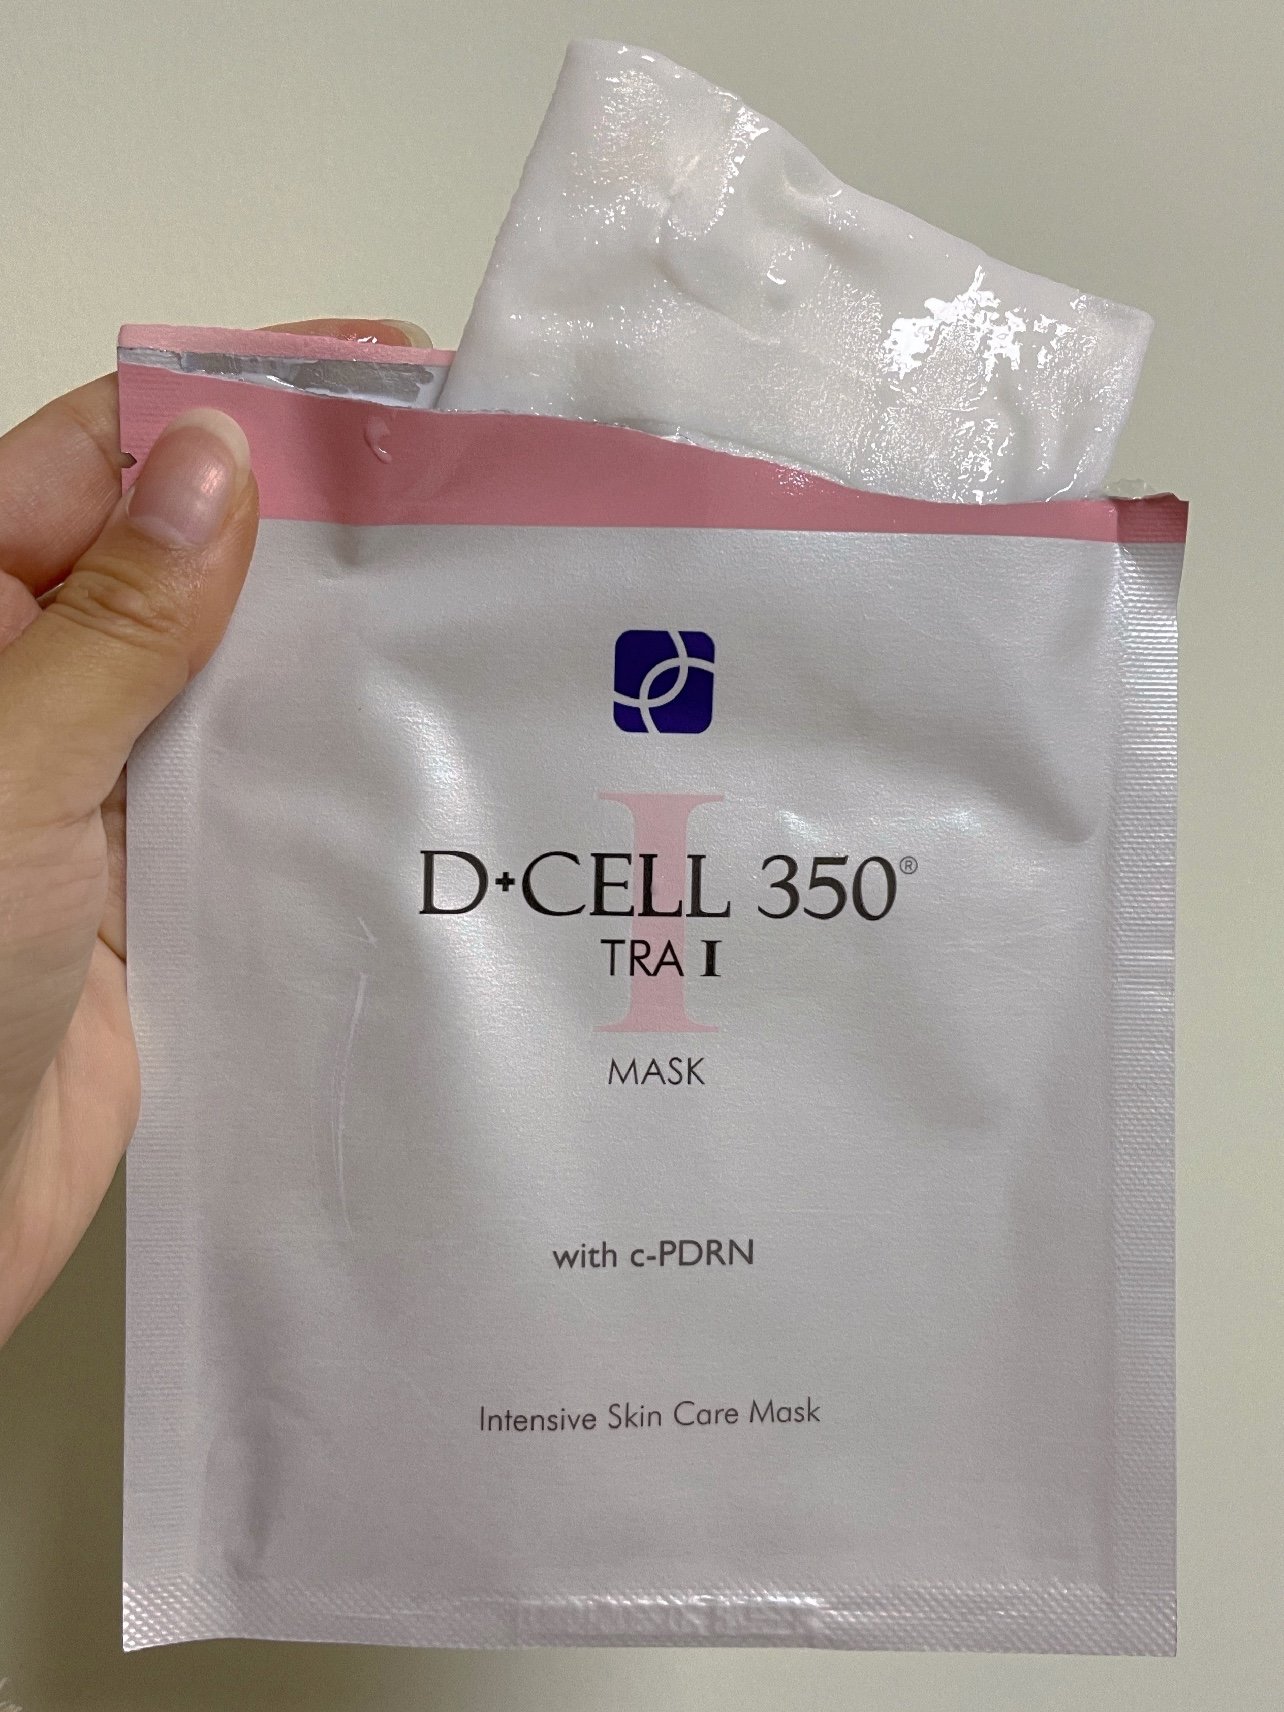 I
D+CELL 350®
TRA I
MASK
with c-PDRN
Intensive Skin Care Mask